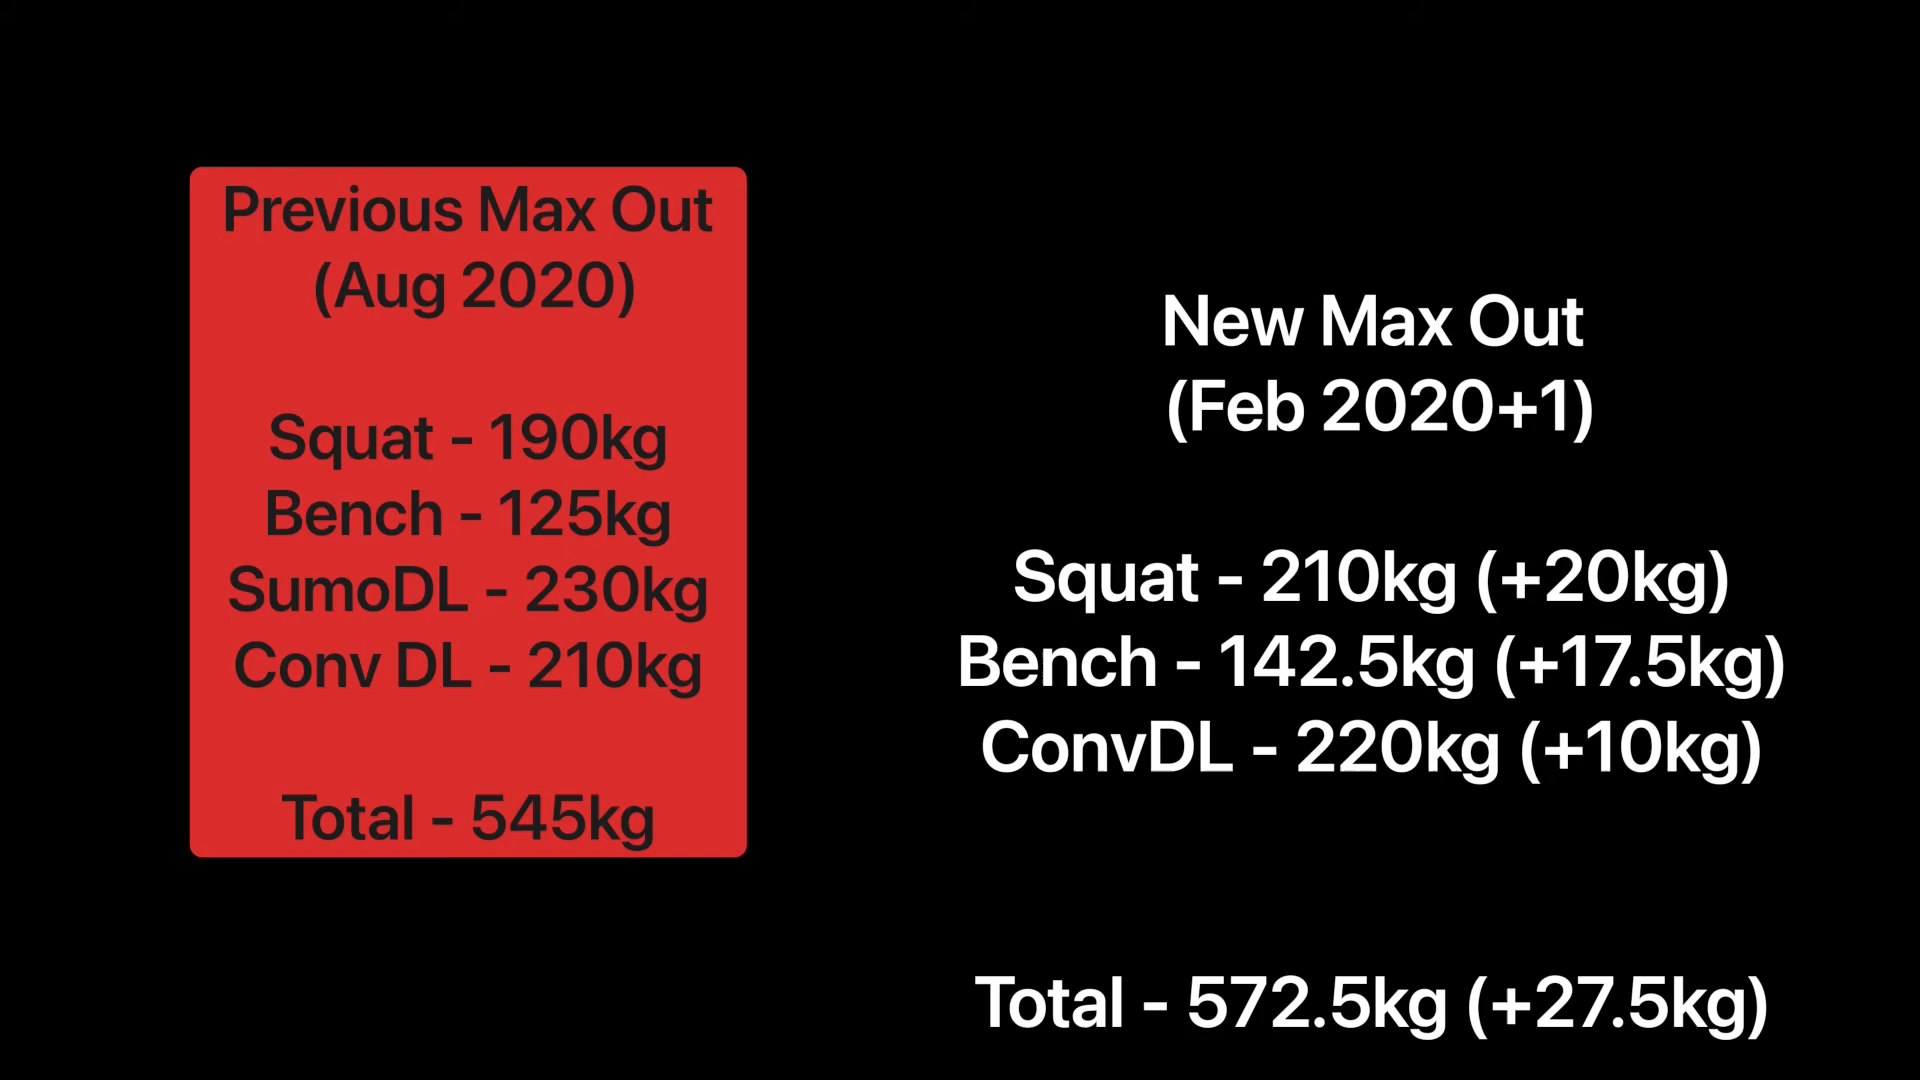 Previous Max Out
(Aug 2020)
Squat - 190kg
Bench - 125kg
SumoDL - 230kg
Conv DL - 210kg
Total - 545kg
New Max Out
(Feb 2020+1)
Squat - 210kg (+20kg)
Bench - 142.5kg (+17.5kg)
ConvDL - 220kg (+10kg)
Total - 572.5kg (+27.5kg)